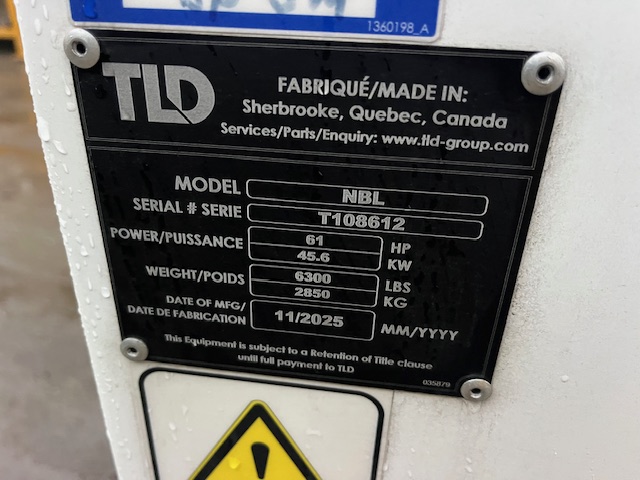 1360198_A
TLD
FABRIQUÉ/MADE IN:
Sherbrooke, Quebec, Canada
Services/Parts/Enquiry: www.tld-group.com
MODEL NBL
SERIAL # SERIE T108612
POWER/PUISSANCE 61 HP
45.6 KW
WEIGHT/POIDS 6300 LBS
2850 KG
DATE OF MFG/
DATE DE FABRICATION 11/2025 MM/YYYY
This Equipment is subject to a Retention of Title clause
until full payment to TLD
035879